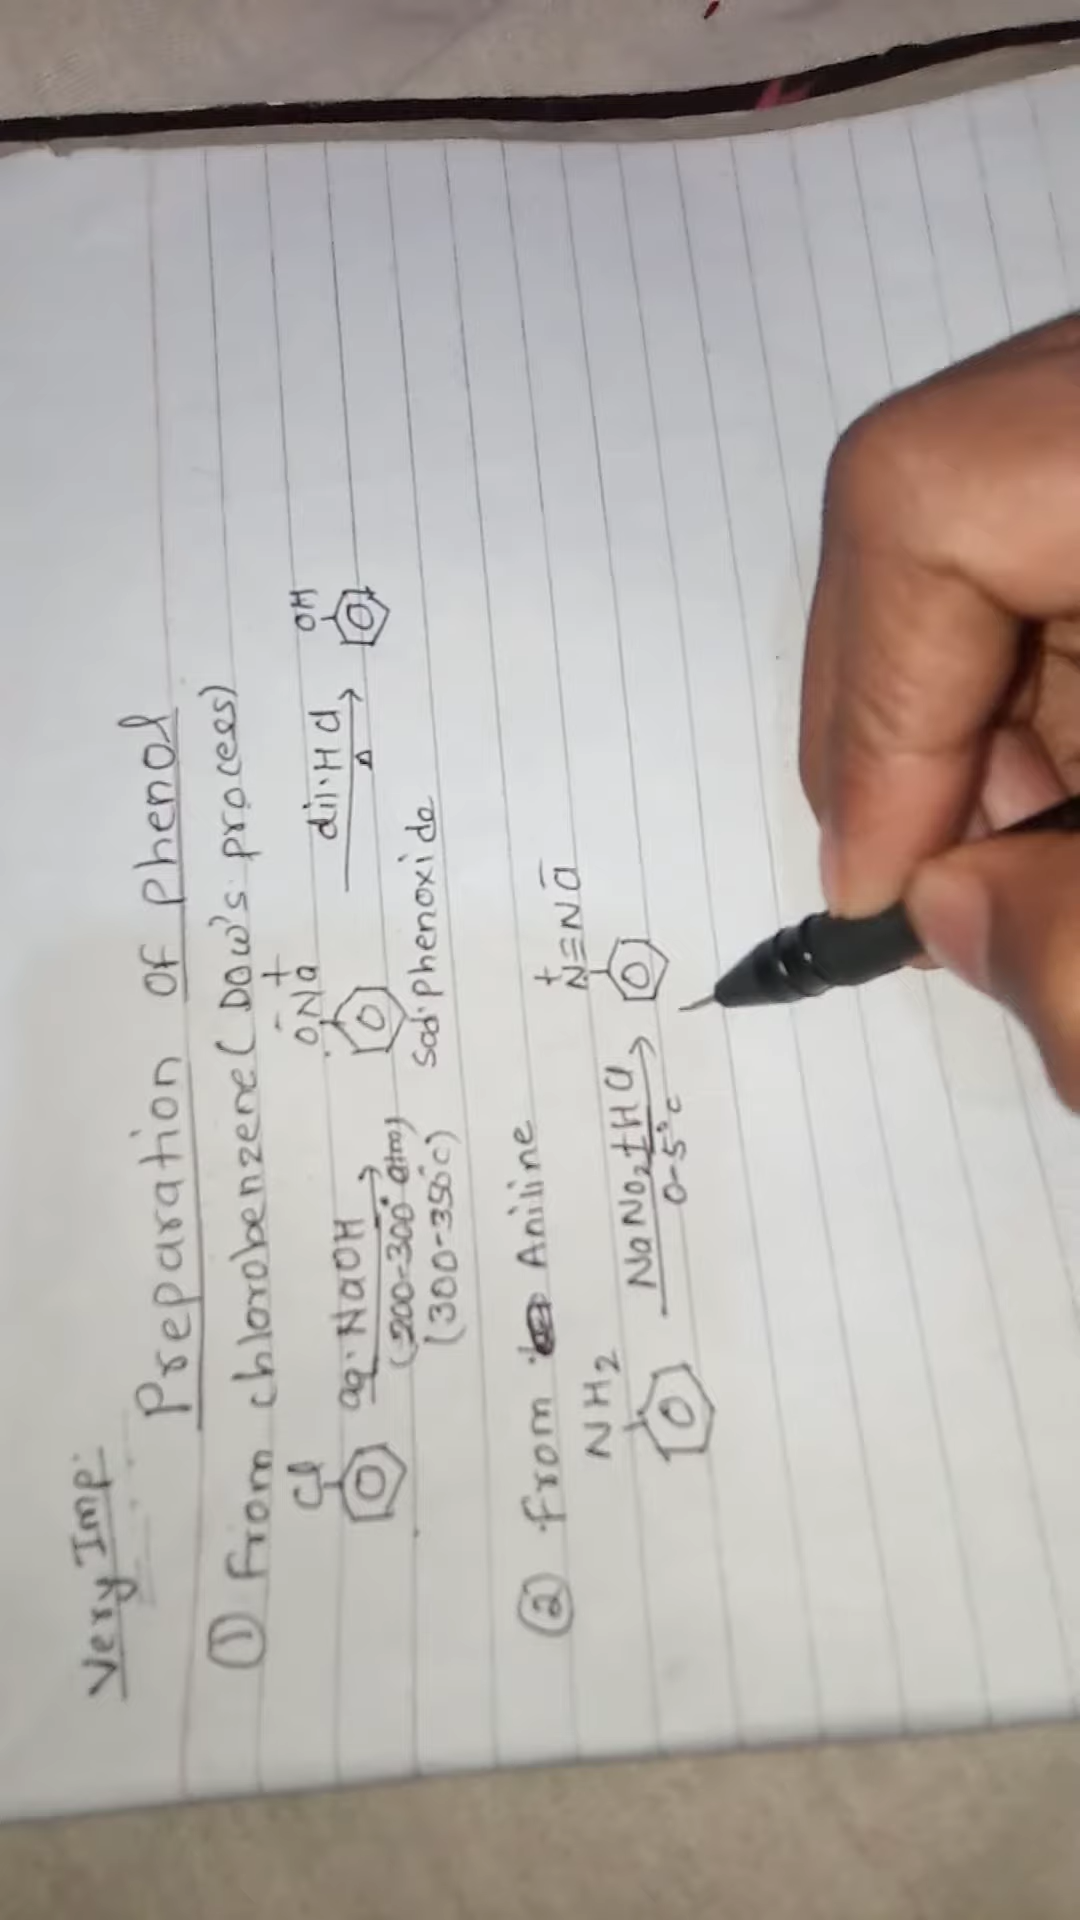 Very Imp:
Preparation of phenol
① From chlorobenzene (Dow's process)
Cl aq. NaOH ŌNa⁺ dil. HCl OH
(200-300° atm) Δ
(300-350°C) Sod. Phenoxide
② From Aniline
NH₂ NaNO₂+HCl N⁺≡NCl⁻
0-5°C